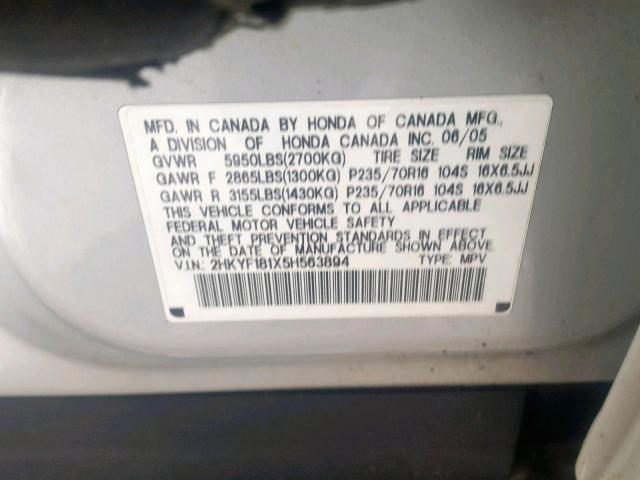 MFD. IN CANADA BY HONDA OF CANADA MFG.,
A DIVISION OF HONDA CANADA INC. 06/05
GVWR 5950LBS(2700KG) TIRE SIZE RIM SIZE
GAWR F 2865LBS(1300KG) P235/70R16 104S 16X6.5JJ
GAWR R 3155LBS(1430KG) P235/70R16 104S 16X6.5JJ
THIS VEHICLE CONFORMS TO ALL APPLICABLE
FEDERAL MOTOR VEHICLE SAFETY
AND THEFT PREVENTION STANDARDS IN EFFECT
ON THE DATE OF MANUFACTURE SHOWN ABOVE.
V.I.N.: 2HKYF181X5H563894 TYPE: MPV